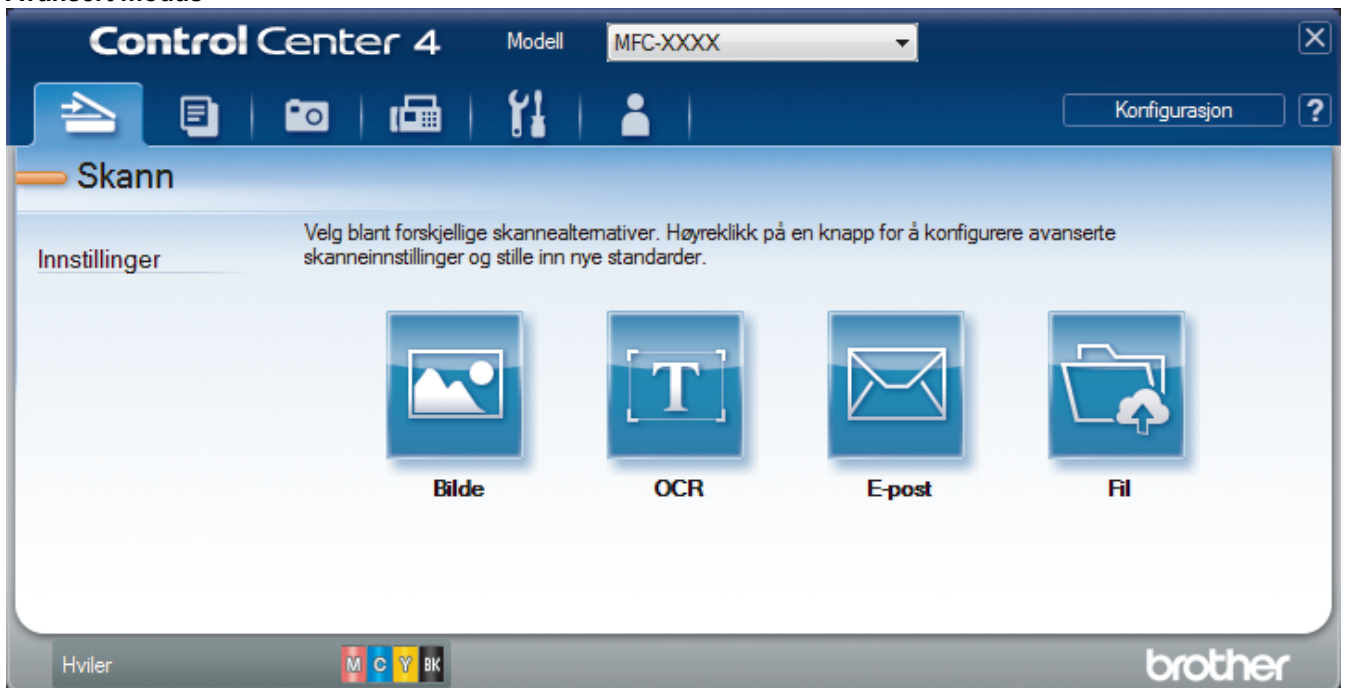 Control Center 4 Modell MFC-XXXX
Konfigurasjon ?
Skann
Innstillinger
Velg blant forskjellige skannealternativer. Høyreklikk på en knapp for å konfigurere avanserte
skanneinnstillinger og stille inn nye standarder.
T
Bilde OCR E-post Fil
Hviler M C Y BK brother